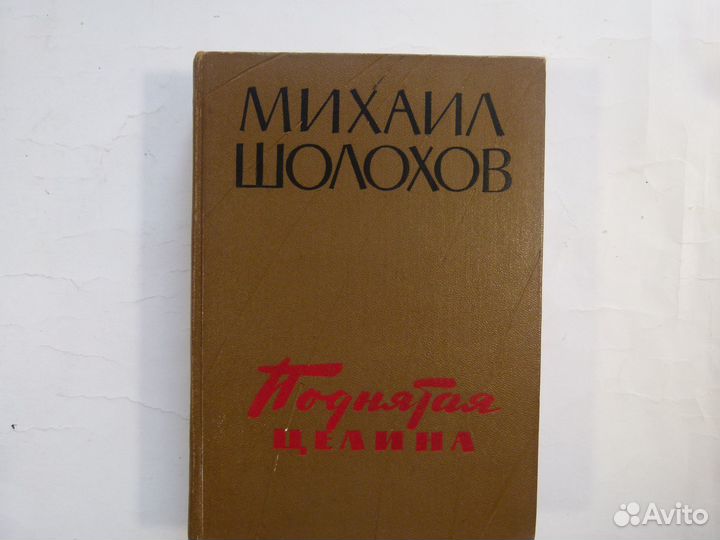 МИХАИЛ
ШОЛОХОВ
Поднятая
ЦЕЛИНА
Avito